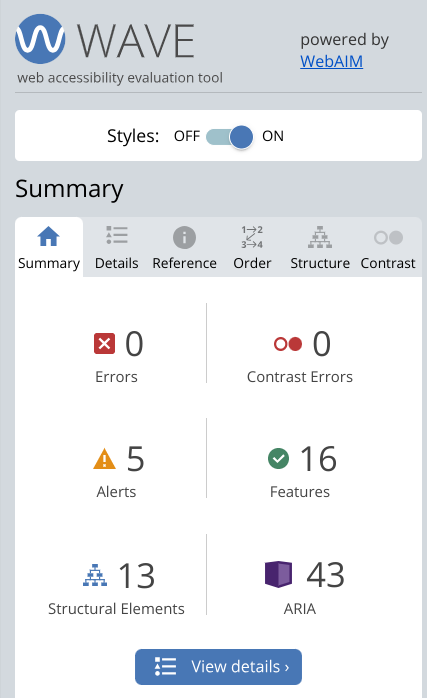 WAVE
web accessibility evaluation tool
powered by
WebAIM
Styles: OFF ON
Summary
Summary Details Reference Order Structure Contrast
1→2
3→4
0
Errors
0
Contrast Errors
5
Alerts
16
Features
13
Structural Elements
43
ARIA
View details ›